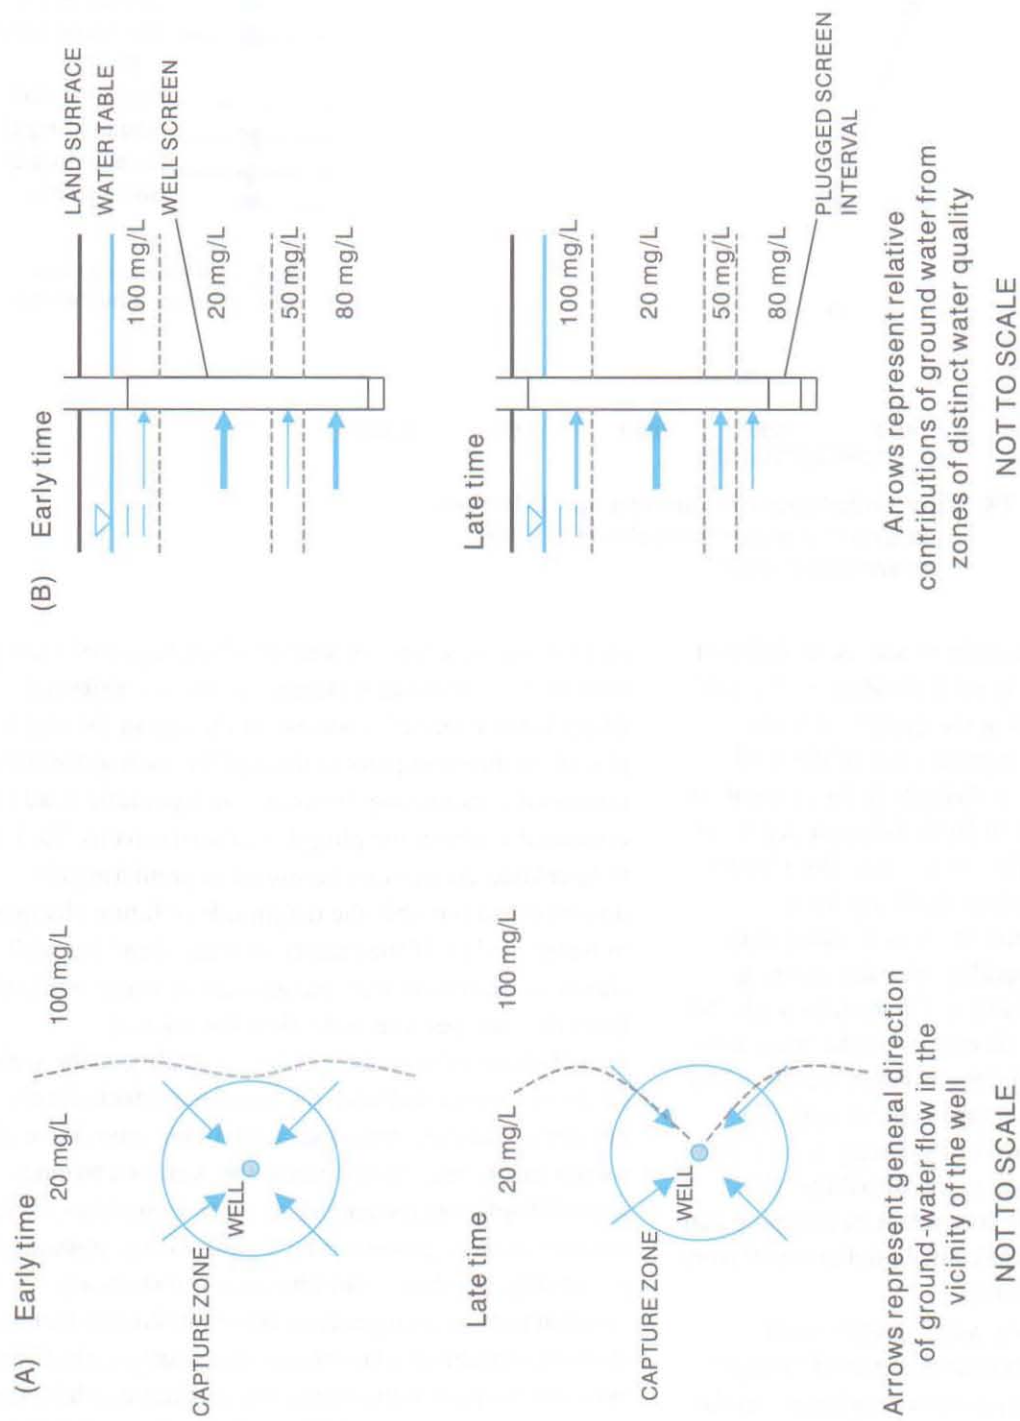 (A)
Early time
20 mg/L
100 mg/L
CAPTURE ZONE
WELL
Late time
20 mg/L
100 mg/L
CAPTURE ZONE
WELL
Arrows represent general direction
of ground-water flow in the
vicinity of the well
NOT TO SCALE
(B)
Early time
LAND SURFACE
WATER TABLE
100 mg/L
WELL SCREEN
20 mg/L
50 mg/L
80 mg/L
Late time
100 mg/L
20 mg/L
50 mg/L
80 mg/L
PLUGGED SCREEN
INTERVAL
Arrows represent relative
contributions of ground water from
zones of distinct water quality
NOT TO SCALE